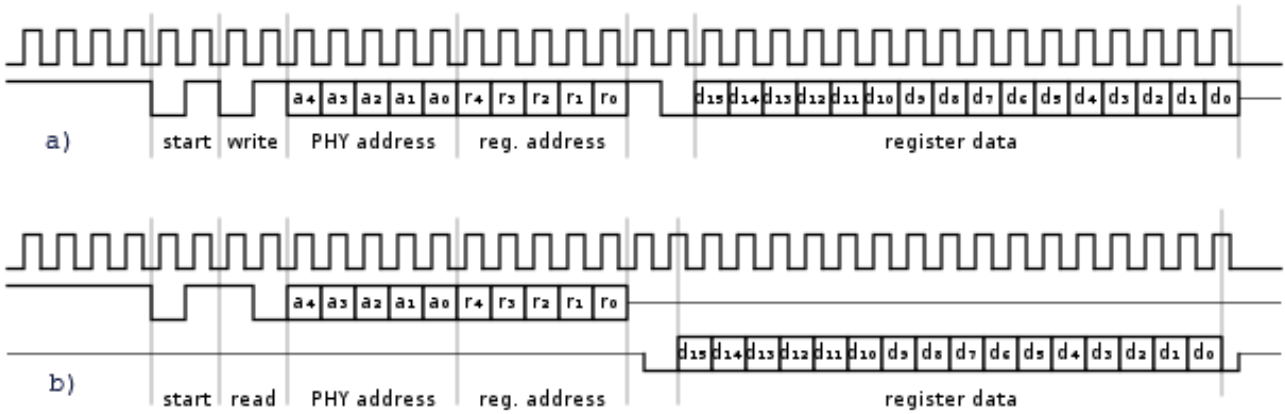 a₄ a₃ a₂ a₁ a₀ r₄ r₃ r₂ r₁ r₀ d₁₅ d₁₄ d₁₃ d₁₂ d₁₁ d₁₀ d₉ d₈ d₇ d₆ d₅ d₄ d₃ d₂ d₁ d₀
a) start write PHY address reg. address register data
a₄ a₃ a₂ a₁ a₀ r₄ r₃ r₂ r₁ r₀
d₁₅ d₁₄ d₁₃ d₁₂ d₁₁ d₁₀ d₉ d₈ d₇ d₆ d₅ d₄ d₃ d₂ d₁ d₀
b) start read PHY address reg. address register data